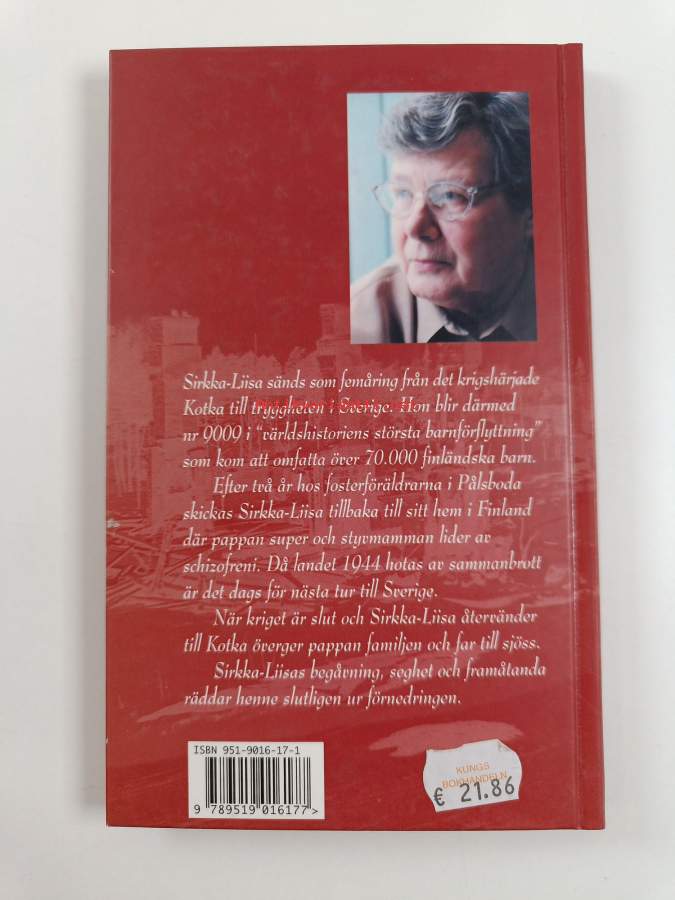 Sirkka-Liisa sänds som femåring från det krigshärjade
Kotka till tryggheten i Sverige. Hon blir därmed
nr 9009 i “världshistoriens största barnförflyttning”
som kom att omfatta över 70.000 finländska barn.
Efter två år hos fosterföräldrarna i Pålsboda
skickas Sirkka-Liisa tillbaka till sitt hem i Finland
där pappan super och styvmamman lider av
schizofreni. Då landet 1944 hotas av sammanbrott
är det dags för nästa tur till Sverige.
När kriget är slut och Sirkka-Liisa återvänder
till Kotka överger pappan familjen och far till sjöss.
Sirkka-Liisas begåvning, seghet och framåtanda
räddar henne slutligen ur förnedringen.
ISBN 951-9016-17-1
9 789519 016177 >
KUNGS
BOKHANDELN
€ 21.86